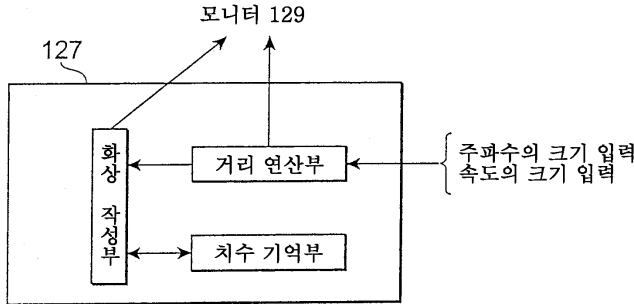 모니터 129
127
화상 작성부
거리 연산부
주파수의 크기 입력
속도의 크기 입력
치수 기억부